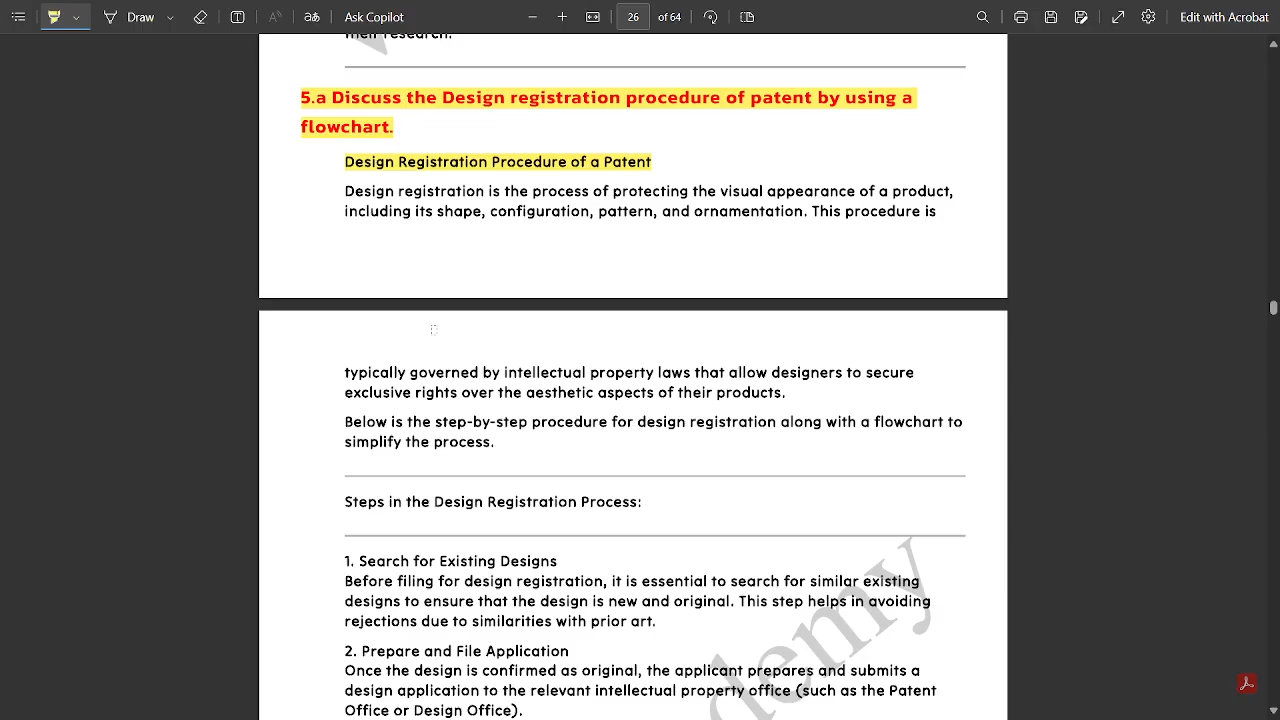 Draw
Ask Copilot
26 of 64
Edit with Acrobat
their research.
5.a Discuss the Design registration procedure of patent by using a
flowchart.
Design Registration Procedure of a Patent
Design registration is the process of protecting the visual appearance of a product,
including its shape, configuration, pattern, and ornamentation. This procedure is
typically governed by intellectual property laws that allow designers to secure
exclusive rights over the aesthetic aspects of their products.
Below is the step-by-step procedure for design registration along with a flowchart to
simplify the process.
Steps in the Design Registration Process:
1. Search for Existing Designs
Before filing for design registration, it is essential to search for similar existing
designs to ensure that the design is new and original. This step helps in avoiding
rejections due to similarities with prior art.
2. Prepare and File Application
Once the design is confirmed as original, the applicant prepares and submits a
design application to the relevant intellectual property office (such as the Patent
Office or Design Office).